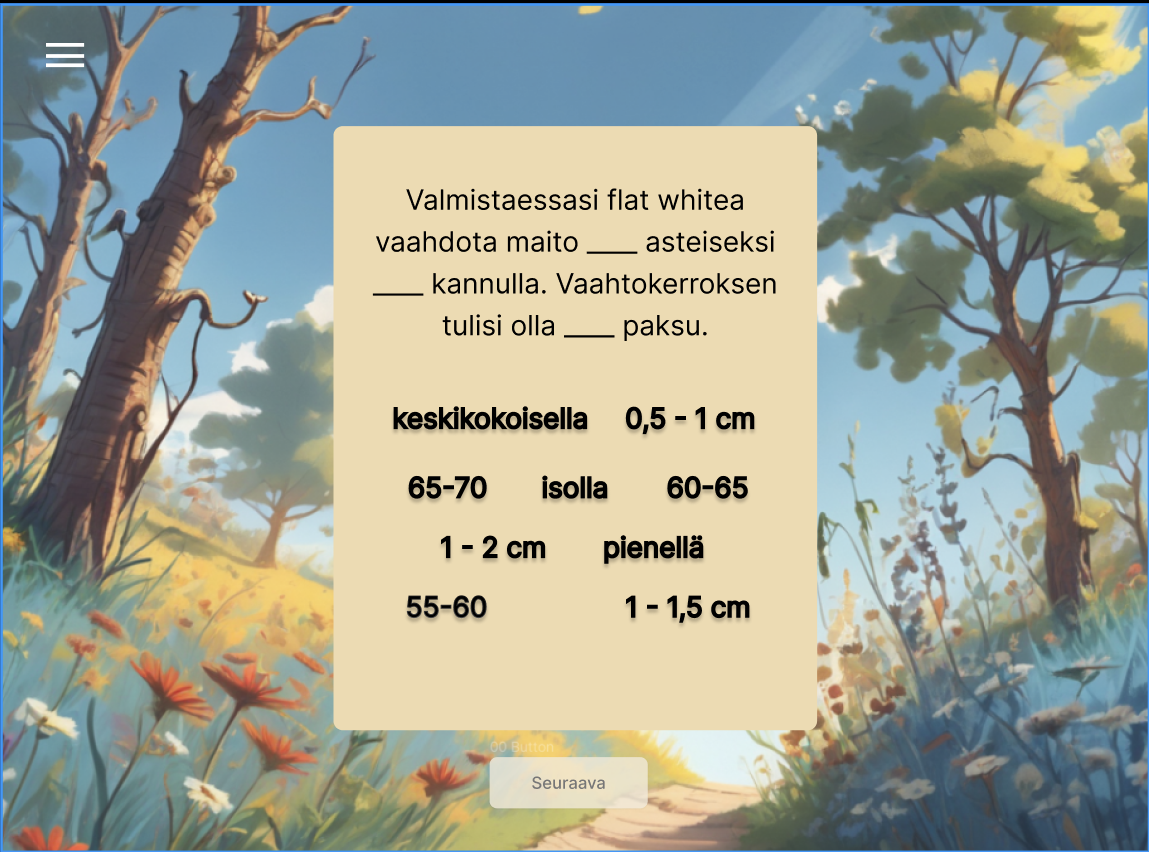 Valmistaessasi flat whitea
vaahdota maito ____ asteiseksi
____ kannulla. Vaahtokerroksen
tulisi olla ____ paksu.
keskikokoisella 0,5 - 1 cm
65-70 isolla 60-65
1 - 2 cm pienellä
55-60 1 - 1,5 cm
GO Button
Seuraava